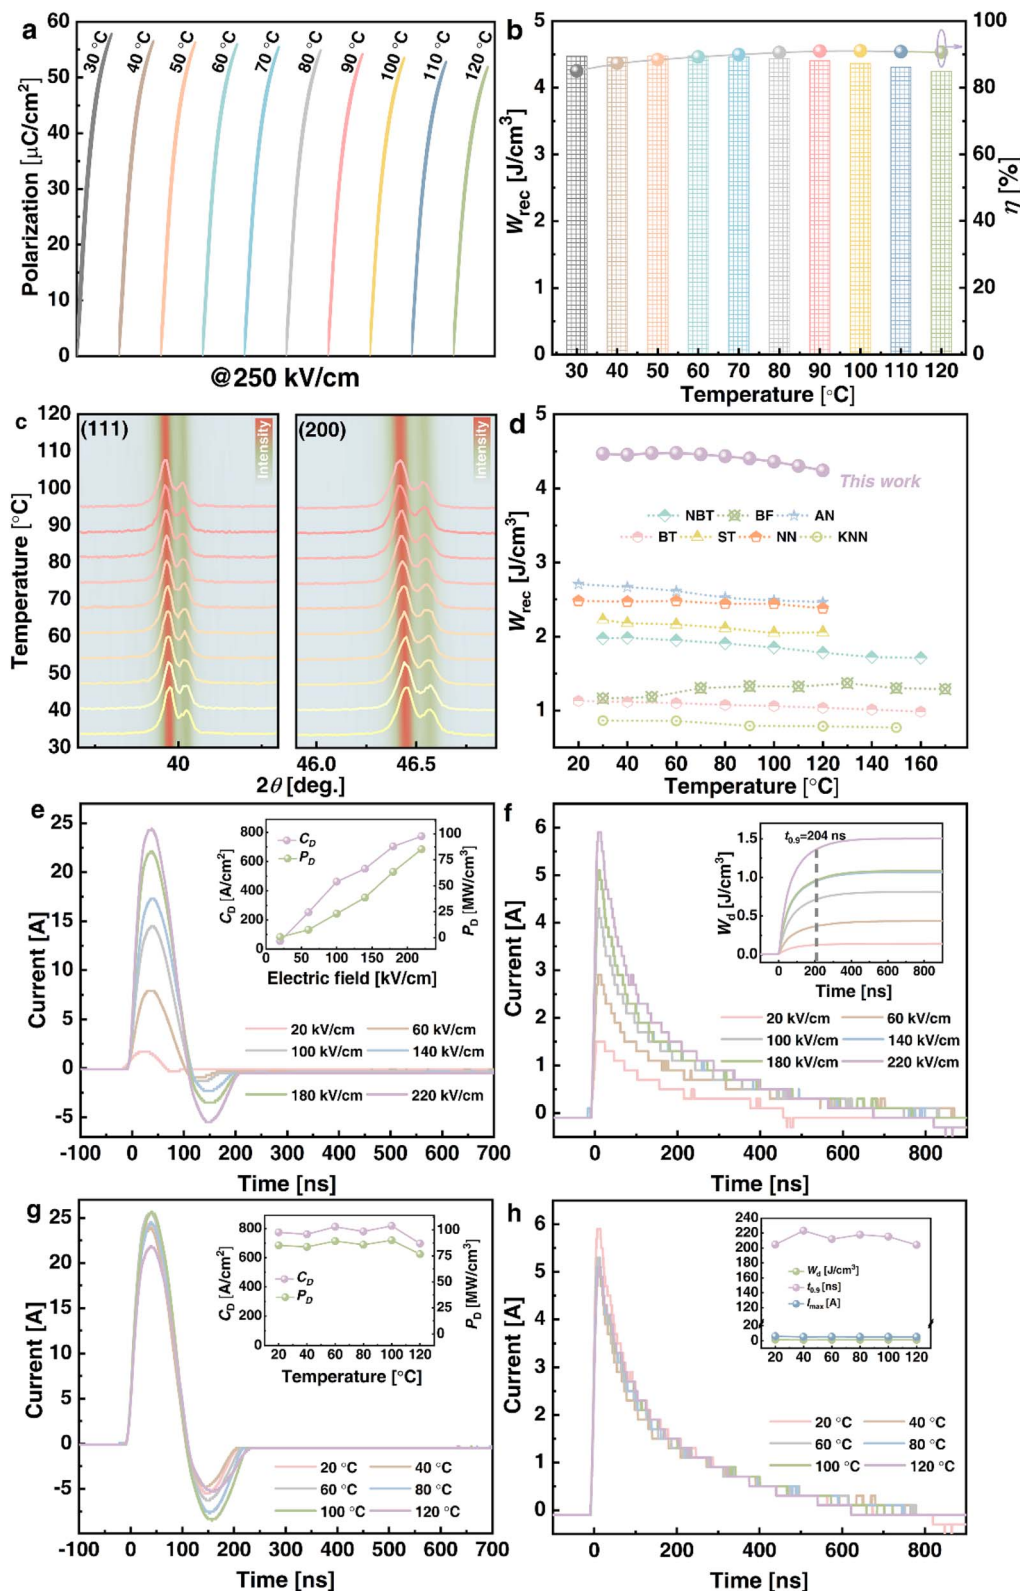 a
Polarization [μC/cm²]
60
50
40
30
20
10
0
30 °C
40 °C
50 °C
60 °C
70 °C
80 °C
90 °C
100 °C
110 °C
120 °C
@250 kV/cm
b
W_rec [J/cm³]
5
4
3
2
1
0
100
80
60
40
20
0
η [%]
30 40 50 60 70 80 90 100 110 120
Temperature [°C]
c
(111)
Intensity
(200)
Intensity
Temperature [°C]
120
110
100
90
80
70
60
50
40
30
40
46.0 46.5
2θ [deg.]
d
W_rec [J/cm³]
5
4
3
2
1
This work
NBT BF AN
BT ST NN KNN
20 40 60 80 100 120 140 160
Temperature [°C]
e
Current [A]
25
20
15
10
5
0
-5
C_D [A/cm²]
800
600
400
200
0
C_D
P_D
100
75
50
25
0
P_D [MW/cm³]
0 50 100 150 200
Electric field [kV/cm]
20 kV/cm 60 kV/cm
100 kV/cm 140 kV/cm
180 kV/cm 220 kV/cm
-100 0 100 200 300 400 500 600 700
Time [ns]
f
Current [A]
6
5
4
3
2
1
0
W_d [J/cm³]
1.5
1.0
0.5
0.0
t_0.9=204 ns
0 200 400 600 800
Time [ns]
20 kV/cm 60 kV/cm
100 kV/cm 140 kV/cm
180 kV/cm 220 kV/cm
0 200 400 600 800
Time [ns]
g
Current [A]
25
20
15
10
5
0
-5
C_D [A/cm²]
800
600
400
200
0
C_D
P_D
100
75
50
25
0
P_D [MW/cm³]
20 40 60 80 100 120
Temperature [°C]
20 °C 40 °C
60 °C 80 °C
100 °C 120 °C
-100 0 100 200 300 400 500 600 700
Time [ns]
h
Current [A]
6
5
4
3
2
1
0
240
220
200
180
160
140
120
20
0
W_d [J/cm³]
t_0.9 [ns]
I_max [A]
20 40 60 80 100 120
20 °C 40 °C
60 °C 80 °C
100 °C 120 °C
0 200 400 600 800
Time [ns]